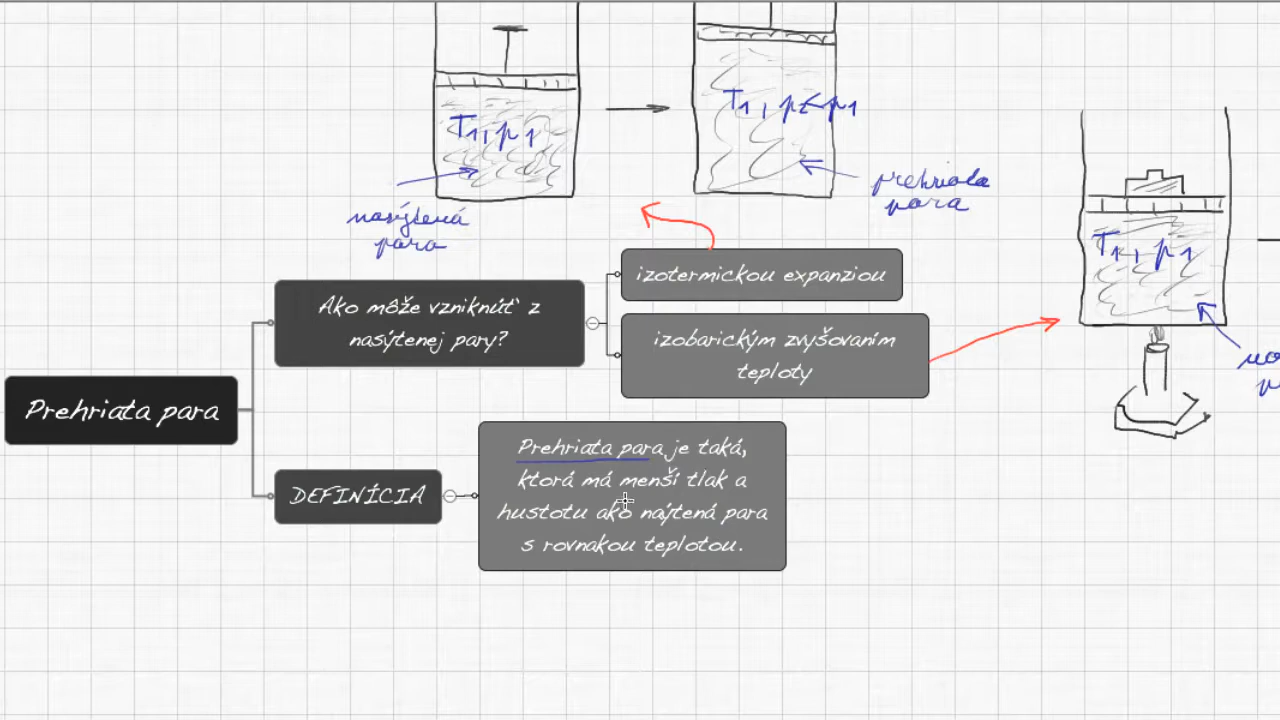 T₁, p₁
T₁, p<p₁
nasýtená
para
prehriata
para
T₁, p₁
izotermickou expanziou
Ako môže vzniknúť z
nasýtenej pary?
izobarickým zvyšovaním
teploty
Prehriata para
DEFINÍCIA
Prehriata para je taká,
ktorá má menší tlak a
hustotu ako najtená para
s rovnakou teplotou.